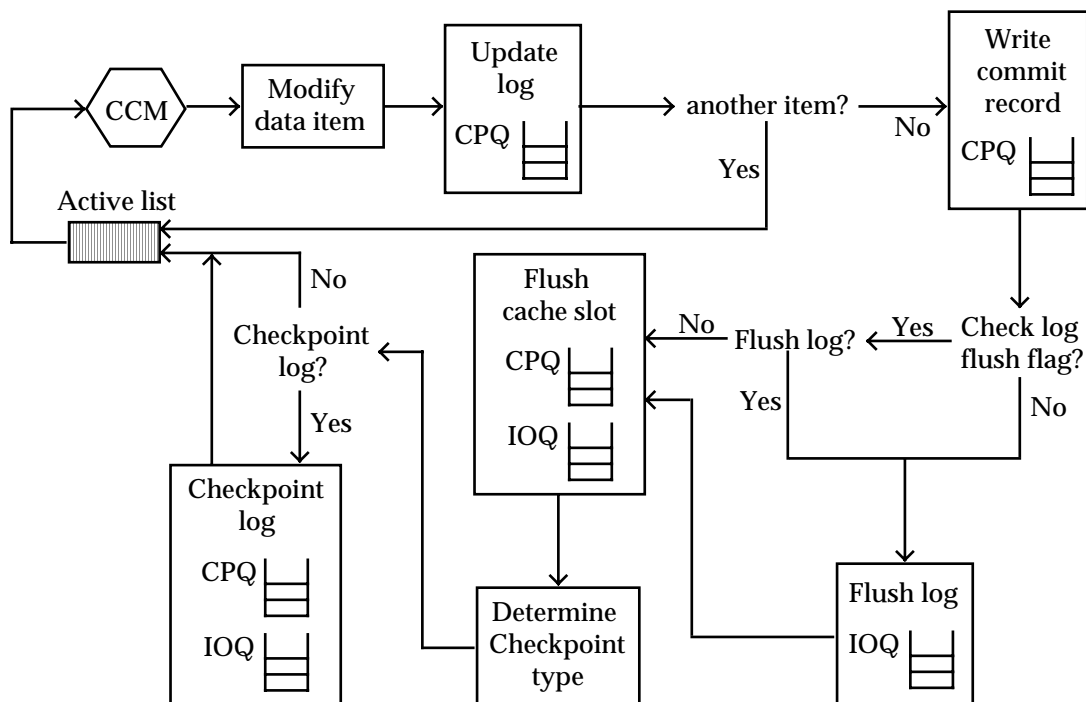 CCM
Modify
data item
Update
log
CPQ
another item?
No
Yes
Write
commit
record
CPQ
Active list
No
Checkpoint
log?
Yes
Flush
cache slot
CPQ
IOQ
No
Flush log?
Yes
Yes
Check log
flush flag?
No
Checkpoint
log
CPQ
IOQ
Determine
Checkpoint
type
Flush log
IOQ